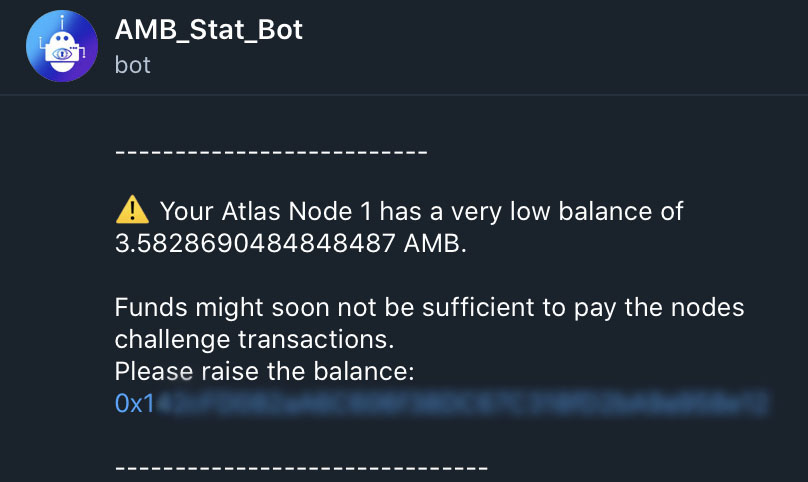 AMB_Stat_Bot
bot
--------------------------
⚠️ Your Atlas Node 1 has a very low balance of
3.5828690484848487 AMB.
Funds might soon not be sufficient to pay the nodes
challenge transactions.
Please raise the balance:
0x1
-------------------------------